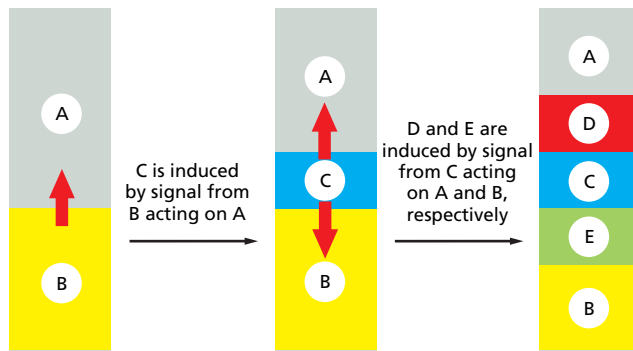 A
B
C is induced
by signal from
B acting on A
A
C
B
D and E are
induced by signal
from C acting
on A and B,
respectively
A
D
C
E
B